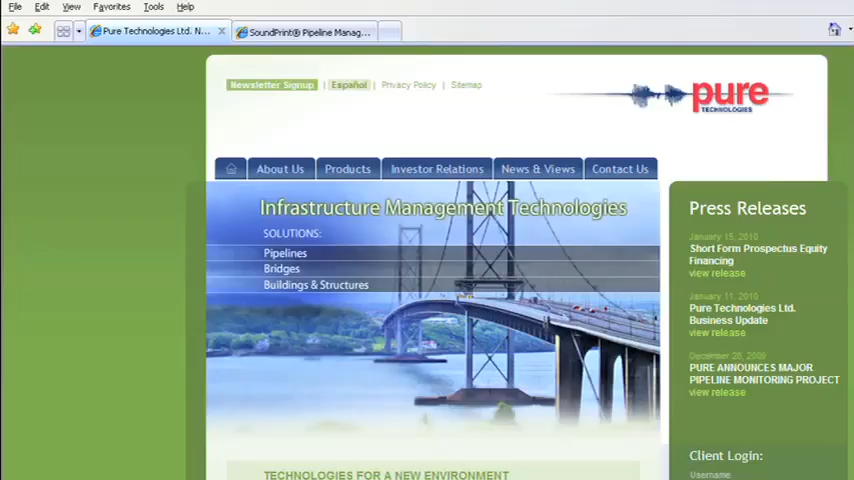 File Edit View Favorites Tools Help
Pure Technologies Ltd. N... SoundPrint® Pipeline Manag...
Newsletter Signup | Español | Privacy Policy | Sitemap
pure
TECHNOLOGIES
About Us Products Investor Relations News & Views Contact Us
Infrastructure Management Technologies
SOLUTIONS:
Pipelines
Bridges
Buildings & Structures
Press Releases
January 15, 2010
Short Form Prospectus Equity
Financing
view release
January 11, 2010
Pure Technologies Ltd.
Business Update
view release
December 28, 2009
PURE ANNOUNCES MAJOR
PIPELINE MONITORING PROJECT
view release
Client Login:
Username:
TECHNOLOGIES FOR A NEW ENVIRONMENT